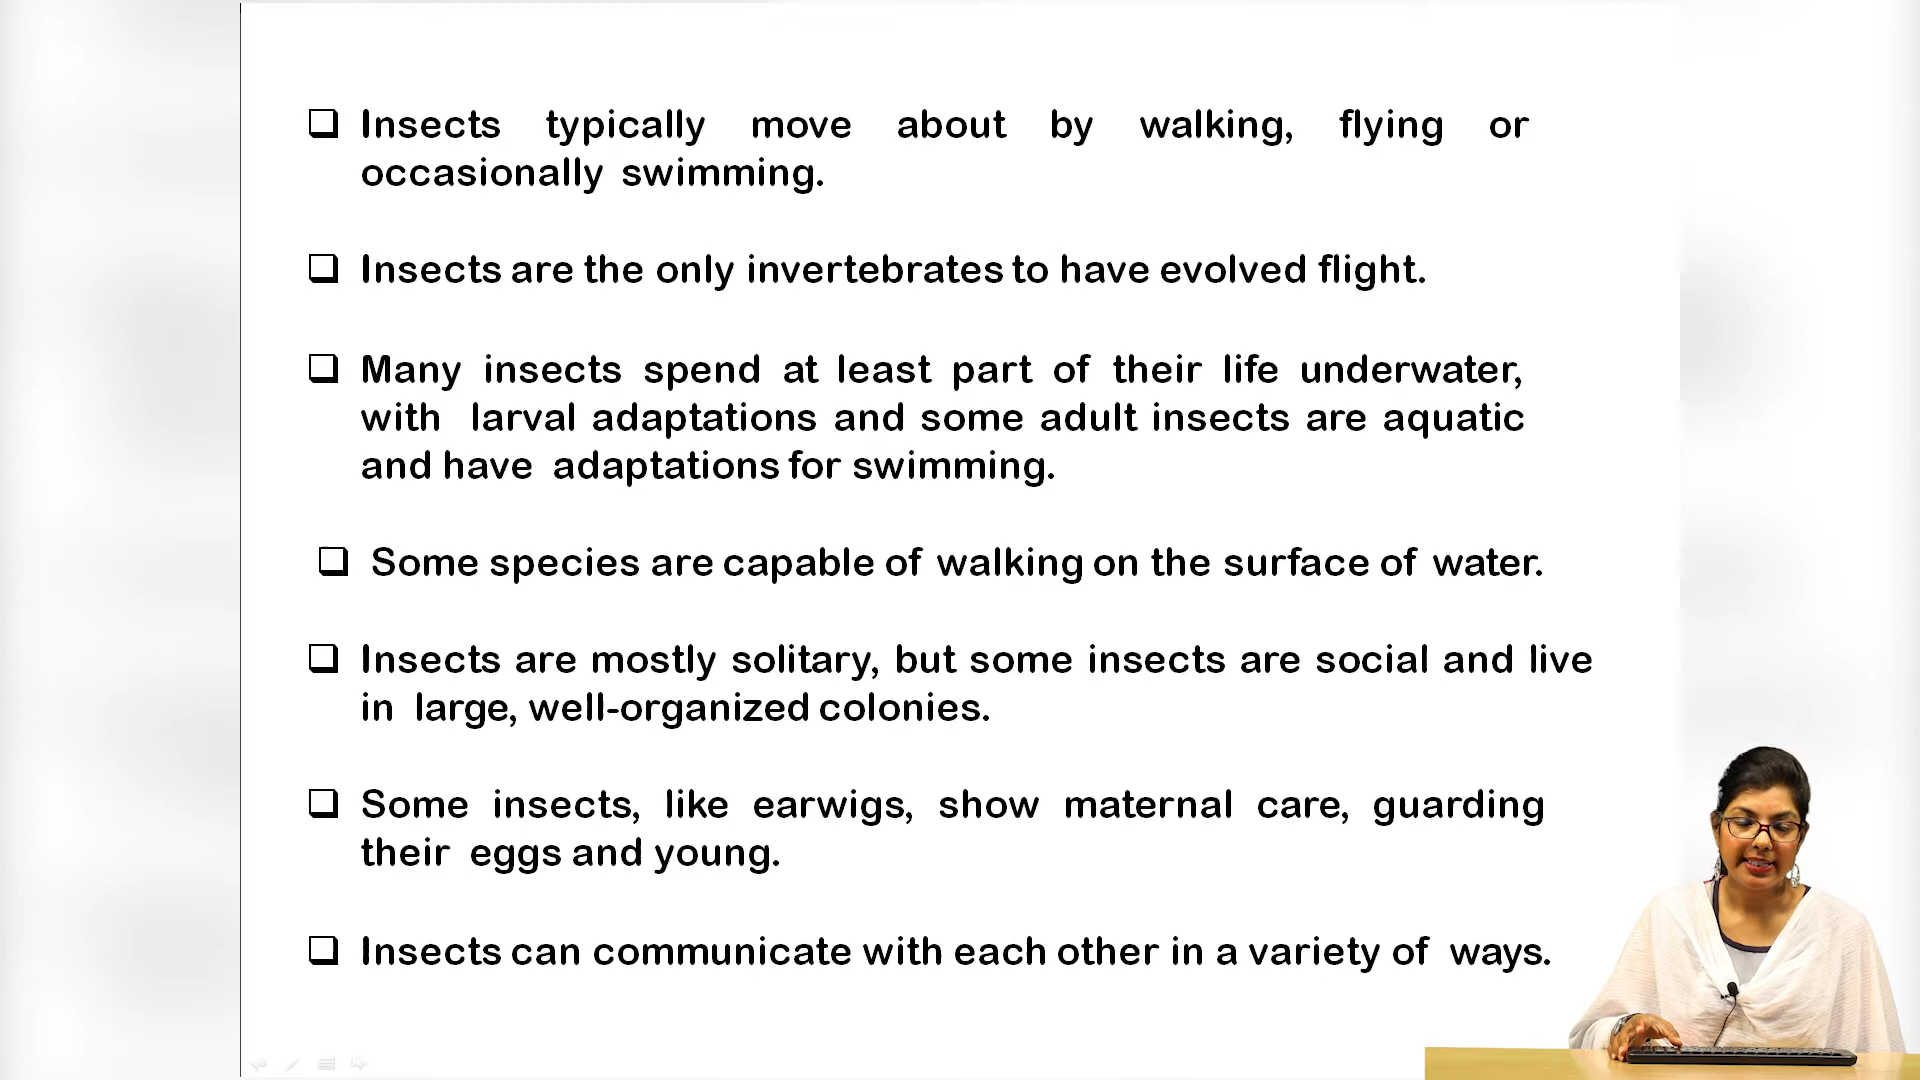 Insects typically move about by walking, flying or
occasionally swimming.
Insects are the only invertebrates to have evolved flight.
Many insects spend at least part of their life underwater,
with larval adaptations and some adult insects are aquatic
and have adaptations for swimming.
Some species are capable of walking on the surface of water.
Insects are mostly solitary, but some insects are social and live
in large, well-organized colonies.
Some insects, like earwigs, show maternal care, guarding
their eggs and young.
Insects can communicate with each other in a variety of ways.